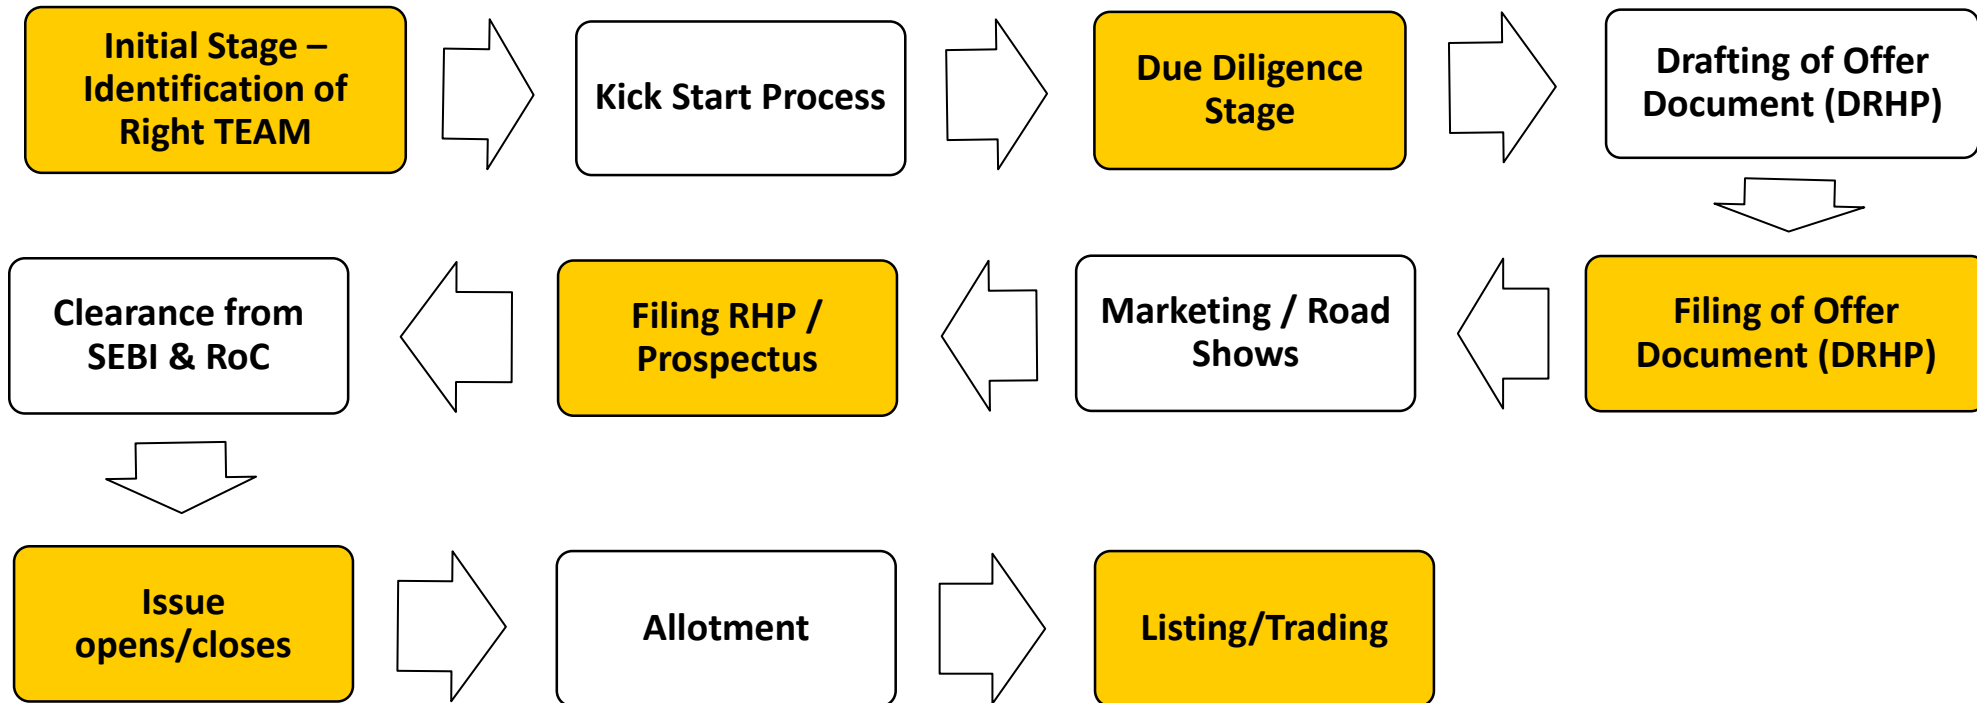 Initial Stage –
Identification of
Right TEAM
Kick Start Process
Due Diligence
Stage
Drafting of Offer
Document (DRHP)
Filing of Offer
Document (DRHP)
Marketing / Road
Shows
Filing RHP /
Prospectus
Clearance from
SEBI & RoC
Issue
opens/closes
Allotment
Listing/Trading